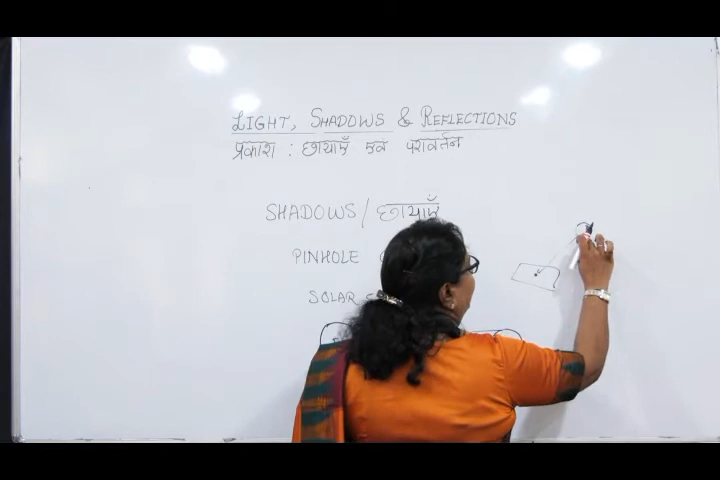 LIGHT, SHADOWS & REFLECTIONS
प्रकाश : छायाएँ एवं परावर्तन
SHADOWS / छायाएँ
PINHOLE
SOLAR